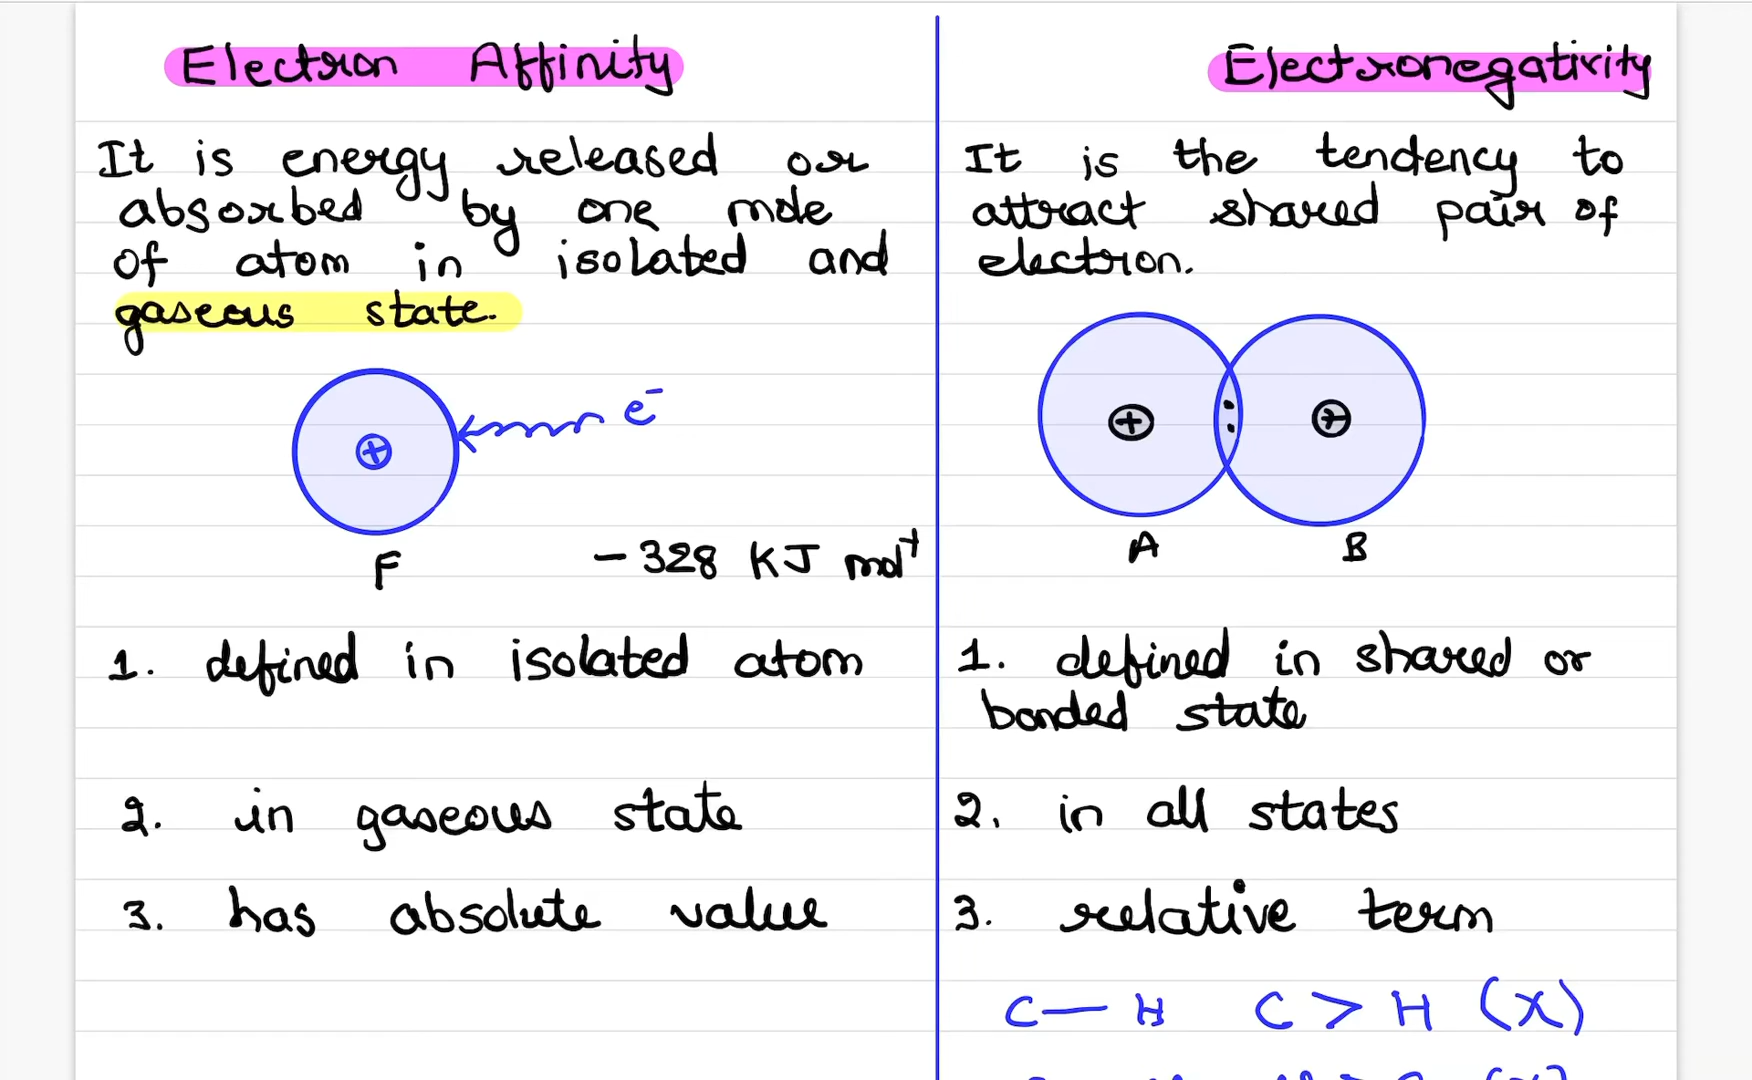 Electron Affinity
It is energy released or
absorbed by one mole
of atom in isolated and
gaseous state.
e⁻
F
- 328 KJ mol⁻¹
1. defined in isolated atom
2. in gaseous state
3. has absolute value
Electronegativity
It is the tendency to
attract shared pair of
electron.
A B
1. defined in shared or
bonded state
2. in all states
3. relative term
C — H C > H (x)